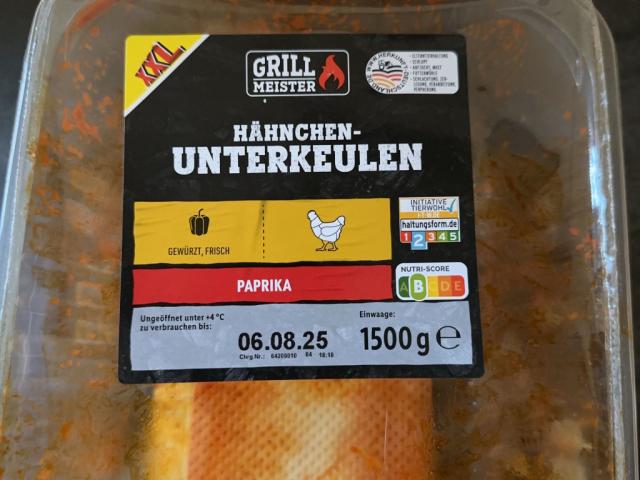 XXL
GRILL
MEISTER
HÄHNCHEN-
UNTERKEULEN
GEWÜRZT, FRISCH
PAPRIKA
INITIATIVE
TIERWOHL
haltungsform.de
1 2 3 4 5
NUTRI-SCORE
A B C D E
Ungeöffnet unter +4 °C
zu verbrauchen bis:
06.08.25
Einwaage:
1500 g e